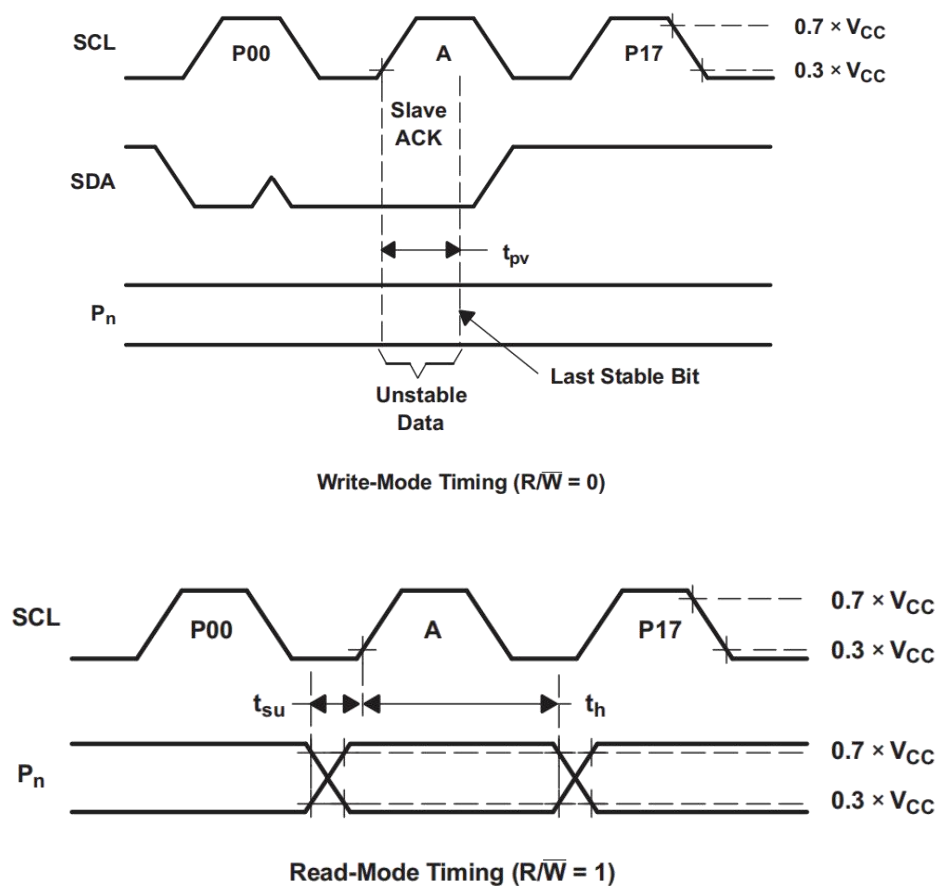 SCL
P00
A
P17
0.7 × VCC
0.3 × VCC
Slave
ACK
SDA
tpv
Pn
Last Stable Bit
Unstable
Data
Write-Mode Timing (R/W̅ = 0)
SCL
P00
A
P17
0.7 × VCC
0.3 × VCC
tsu
th
Pn
0.7 × VCC
0.3 × VCC
Read-Mode Timing (R/W̅ = 1)